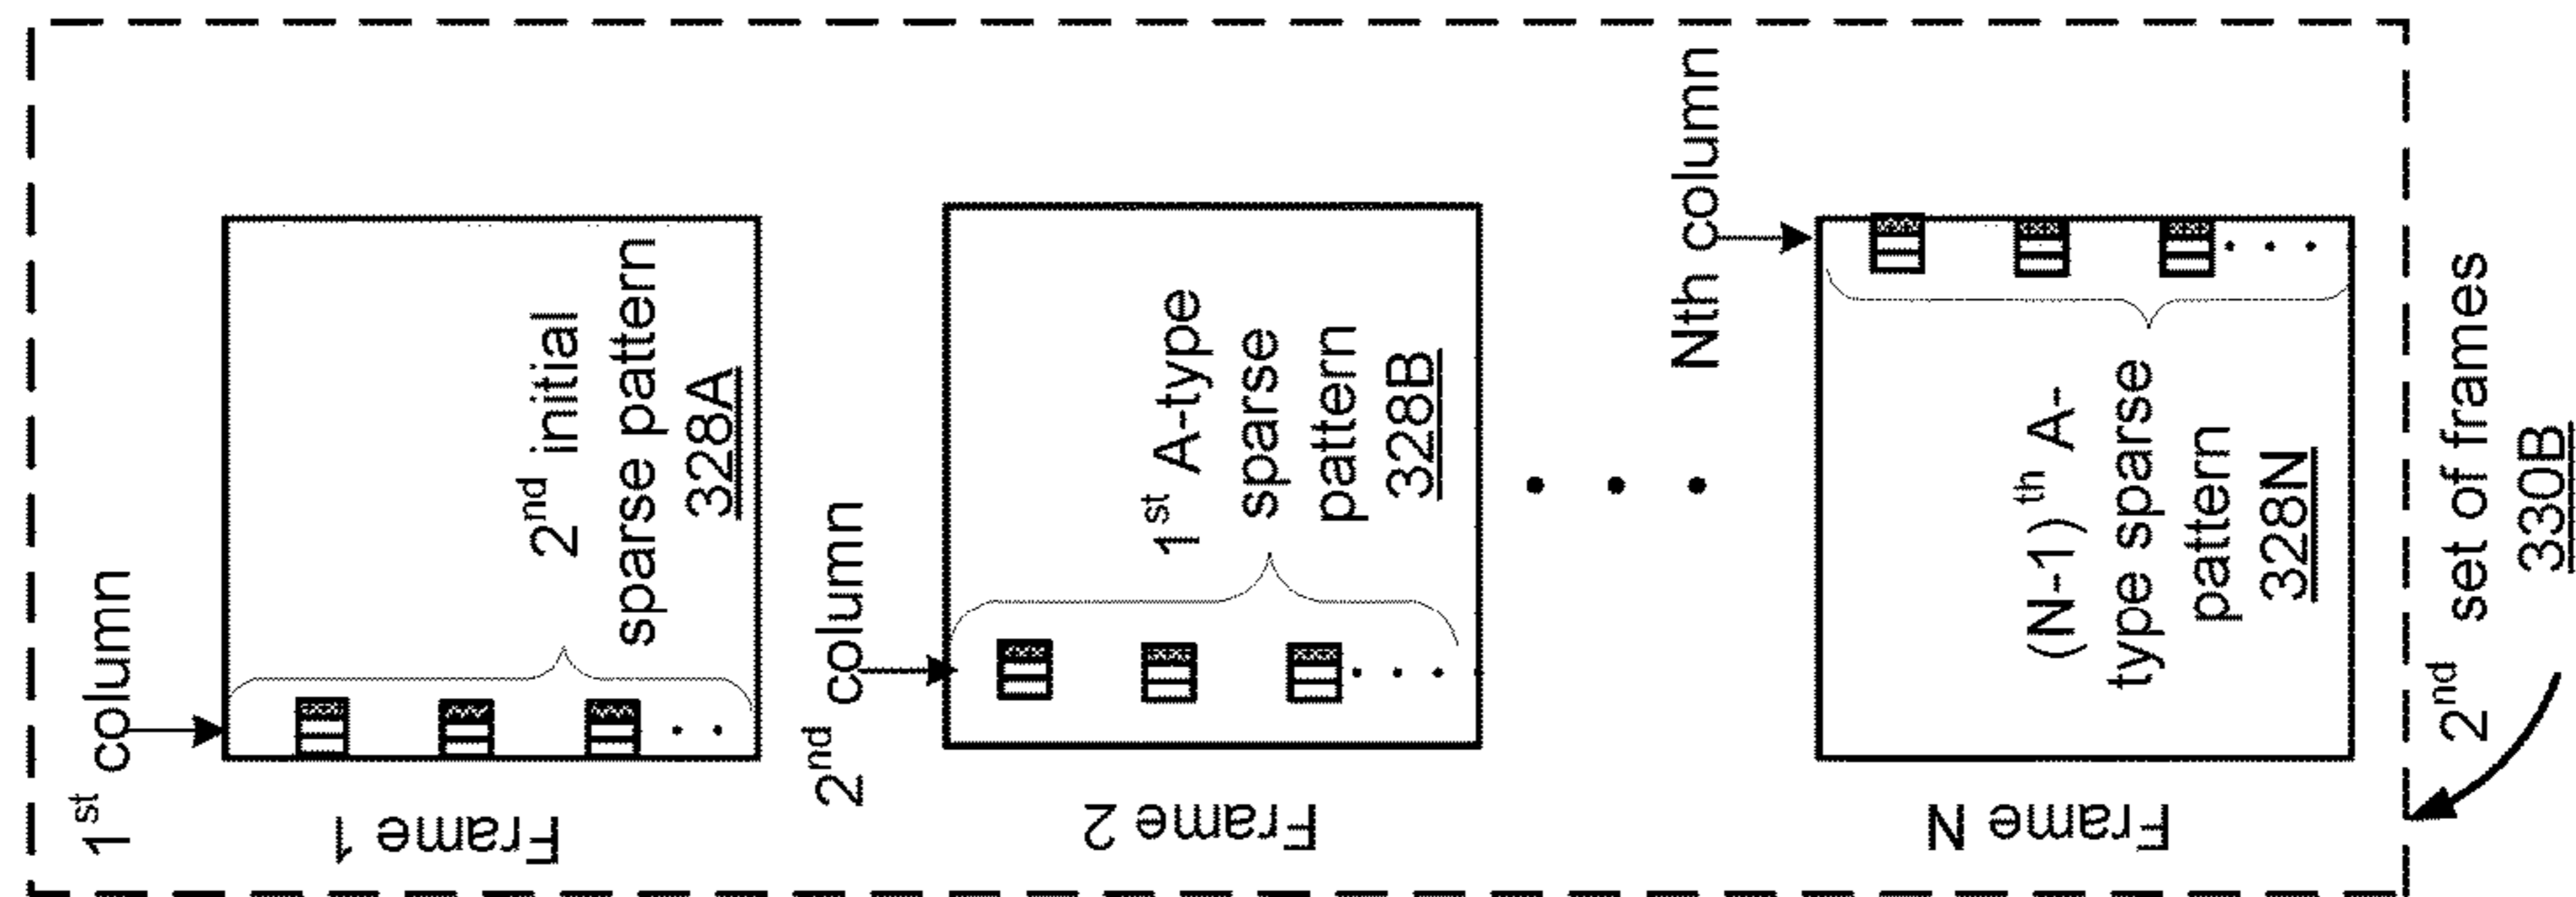 1st column
Frame 1
2nd initial
sparse pattern
328A
2nd column
Frame 2
1st A-type
sparse
pattern
328B
Nth column
Frame N
(N-1)th A-
type sparse
pattern
328N
2nd set of frames
330B